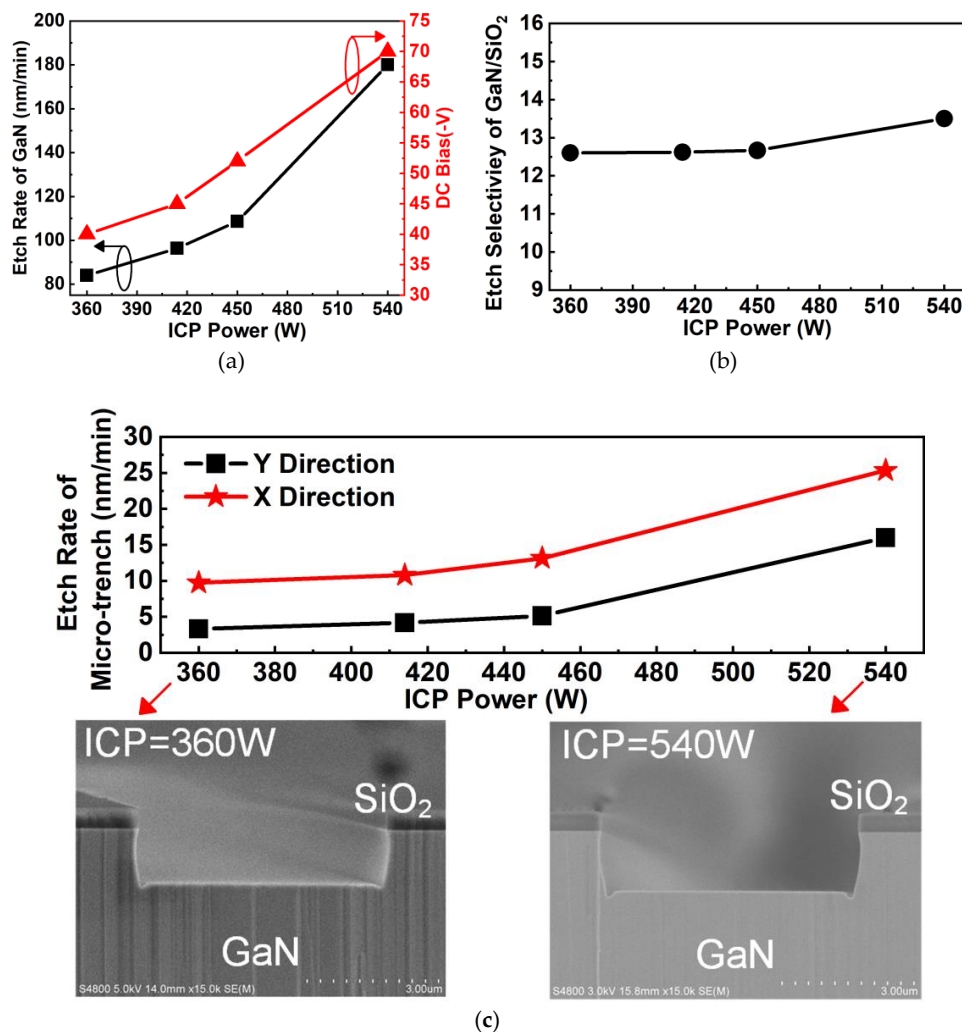 200
180
160
140
120
100
80
75
70
65
60
55
50
45
40
35
30
Etch Rate of GaN (nm/min)
DC Bias(-V)
360 390 420 450 480 510 540
ICP Power (W)
(a)
16
15
14
13
12
11
10
9
Etch Selectiviey of GaN/SiO2
360 390 420 450 480 510 540
ICP Power (W)
(b)
30
25
20
15
10
5
0
Etch Rate of
Micro-trench (nm/min)
Y Direction
X Direction
360 380 400 420 440 460 480 500 520 540
ICP Power (W)
ICP=360W
SiO2
GaN
S4800 5.0kV 14.0mm x15.0k SE(M) 3.00um
ICP=540W
SiO2
GaN
S4800 3.0kV 15.8mm x15.0k SE(M) 3.00um
(c)